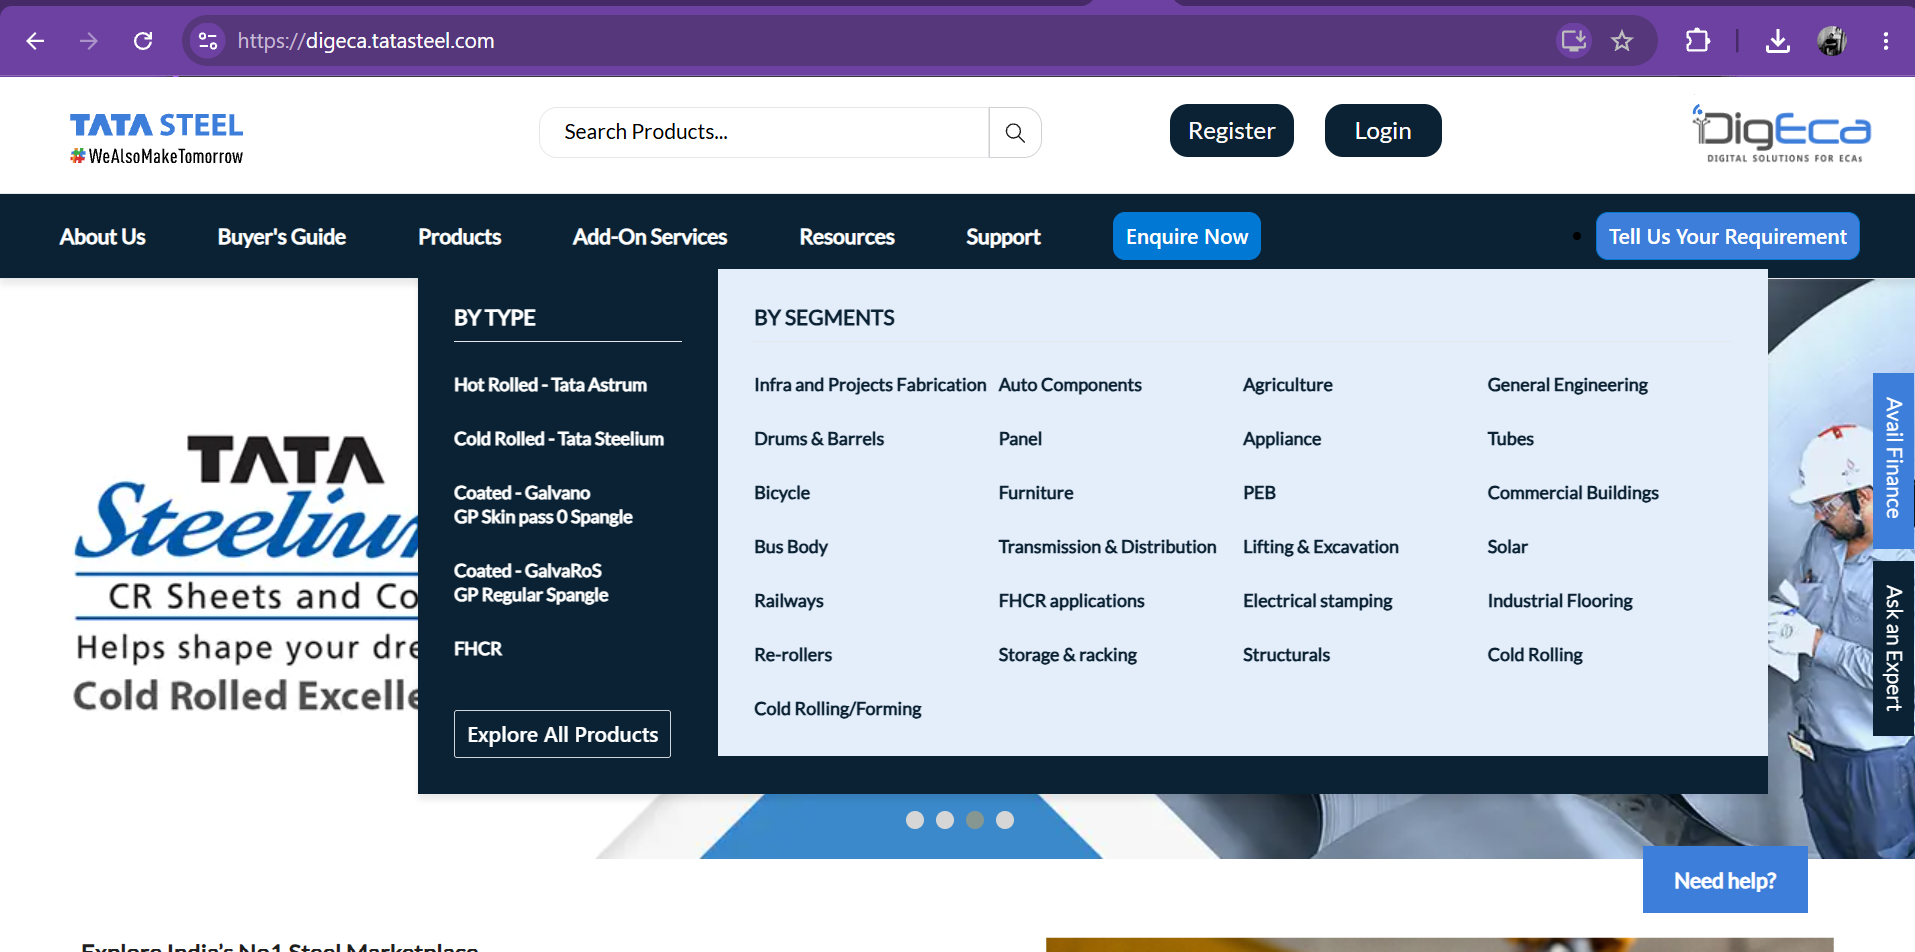 https://digeca.tatasteel.com
TATA STEEL
#WeAlsoMakeTomorrow
Search Products...
Register
Login
DigEca
DIGITAL SOLUTIONS FOR ECAs
About Us
Buyer's Guide
Products
Add-On Services
Resources
Support
Enquire Now
Tell Us Your Requirement
BY TYPE
Hot Rolled - Tata Astrum
Cold Rolled - Tata Steelium
Coated - Galvano
GP Skin pass 0 Spangle
Coated - GalvaRoS
GP Regular Spangle
FHCR
Explore All Products
BY SEGMENTS
Infra and Projects Fabrication
Auto Components
Agriculture
General Engineering
Drums & Barrels
Panel
Appliance
Tubes
Bicycle
Furniture
PEB
Commercial Buildings
Bus Body
Transmission & Distribution
Lifting & Excavation
Solar
Railways
FHCR applications
Electrical stamping
Industrial Flooring
Re-rollers
Storage & racking
Structurals
Cold Rolling
Cold Rolling/Forming
TATA
Steelium
CR Sheets and Co
Helps shape your dre
Cold Rolled Excelle
Avail Finance
Ask an Expert
Need help?
Explore India's No1 Steel Marketplace